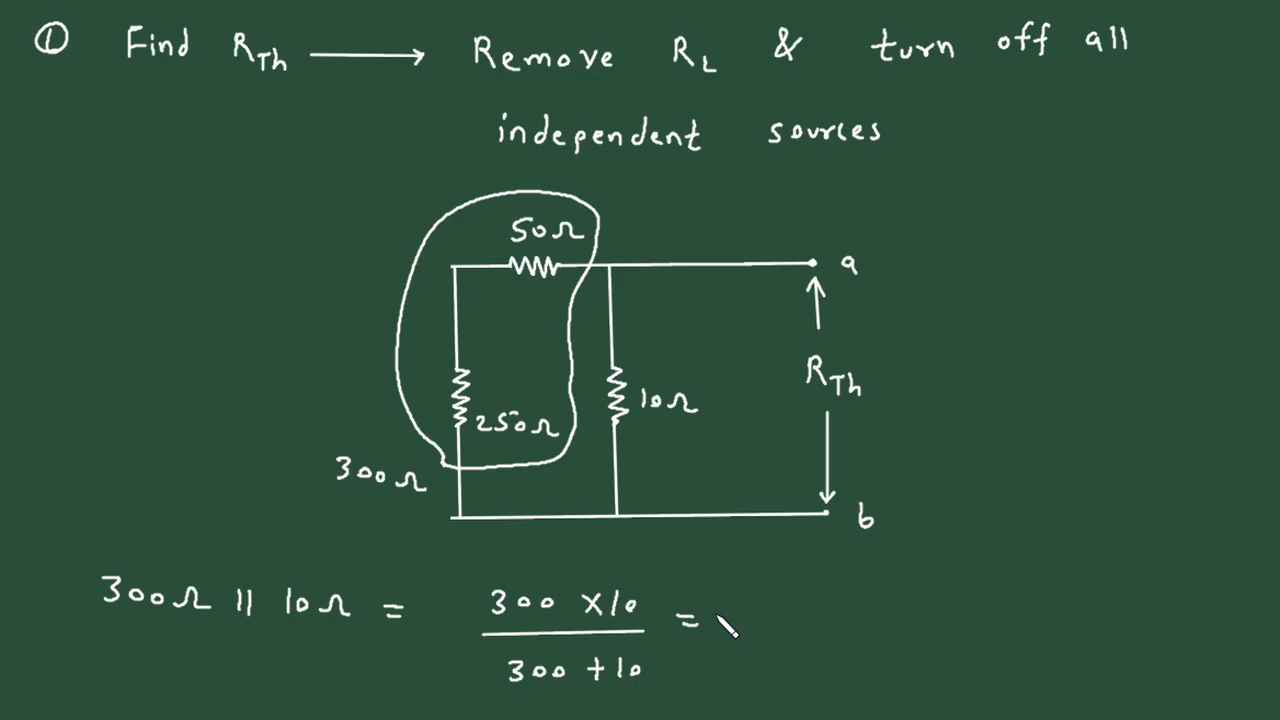 ① Find R_Th → Remove R_L & turn off all
independent sources
50Ω
a
R_Th
250Ω
10Ω
300Ω
b
300Ω || 10Ω = 300 × 10 / 300 + 10 =